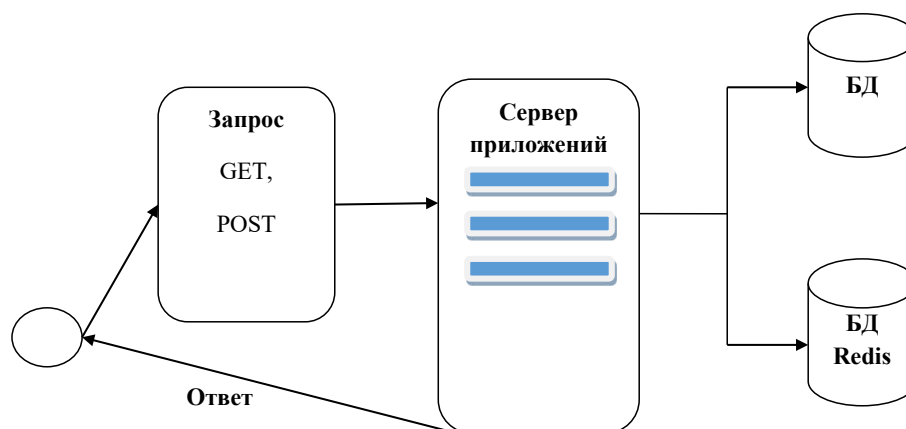 Запрос
GET,
POST
Сервер
приложений
БД
БД
Redis
Ответ